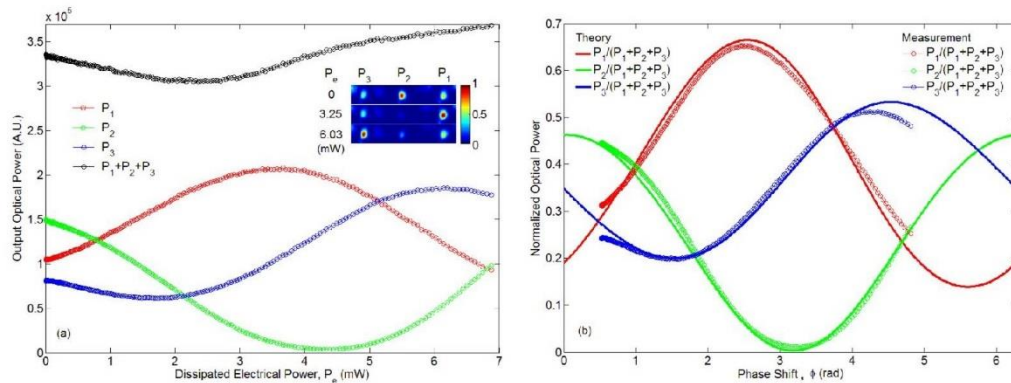 x 10⁵
3.5
3
2.5
2
1.5
1
0.5
0
Output Optical Power (A.U.)
P₁
P₂
P₃
P₁+P₂+P₃
Pₑ P₃ P₂ P₁
0
3.25
6.03
(mW)
1
0.5
0
(a)
0 1 2 3 4 5 6 7
Dissipated Electrical Power, Pₑ (mW)
0.7
0.6
0.5
0.4
0.3
0.2
0.1
0
Normalized Optical Power
Theory
P₁/(P₁+P₂+P₃)
P₂/(P₁+P₂+P₃)
P₃/(P₁+P₂+P₃)
Measurement
P₁/(P₁+P₂+P₃)
P₂/(P₁+P₂+P₃)
P₃/(P₁+P₂+P₃)
(b)
0 1 2 3 4 5 6
Phase Shift , ϕ (rad)